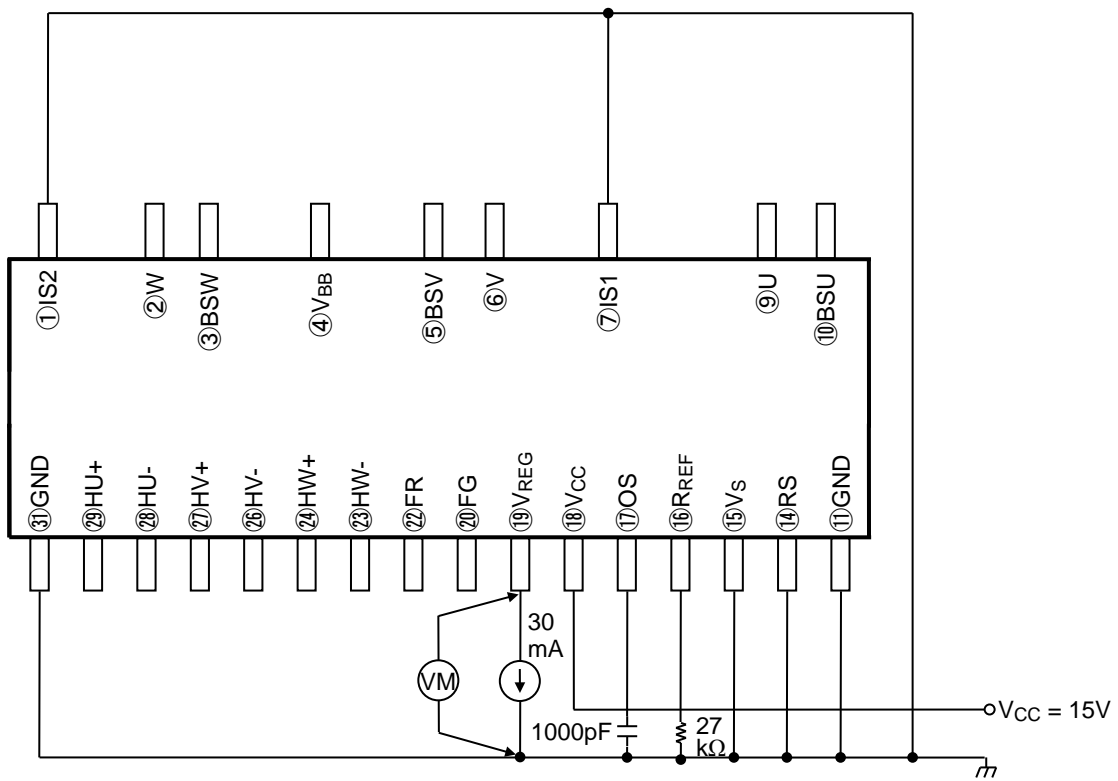 ①IS2
②W
③BSW
④VBB
⑤BSV
⑥V
⑦IS1
⑨U
⑩BSU
㉛GND
㉙HU+
㉘HU-
㉗HV+
㉖HV-
㉔HW+
㉓HW-
㉒FR
⑳FG
⑲VREG
⑱VCC
⑰OS
⑯RREF
⑮VS
⑭RS
⑪GND
30
mA
VM
1000pF
27
kΩ
VCC = 15V